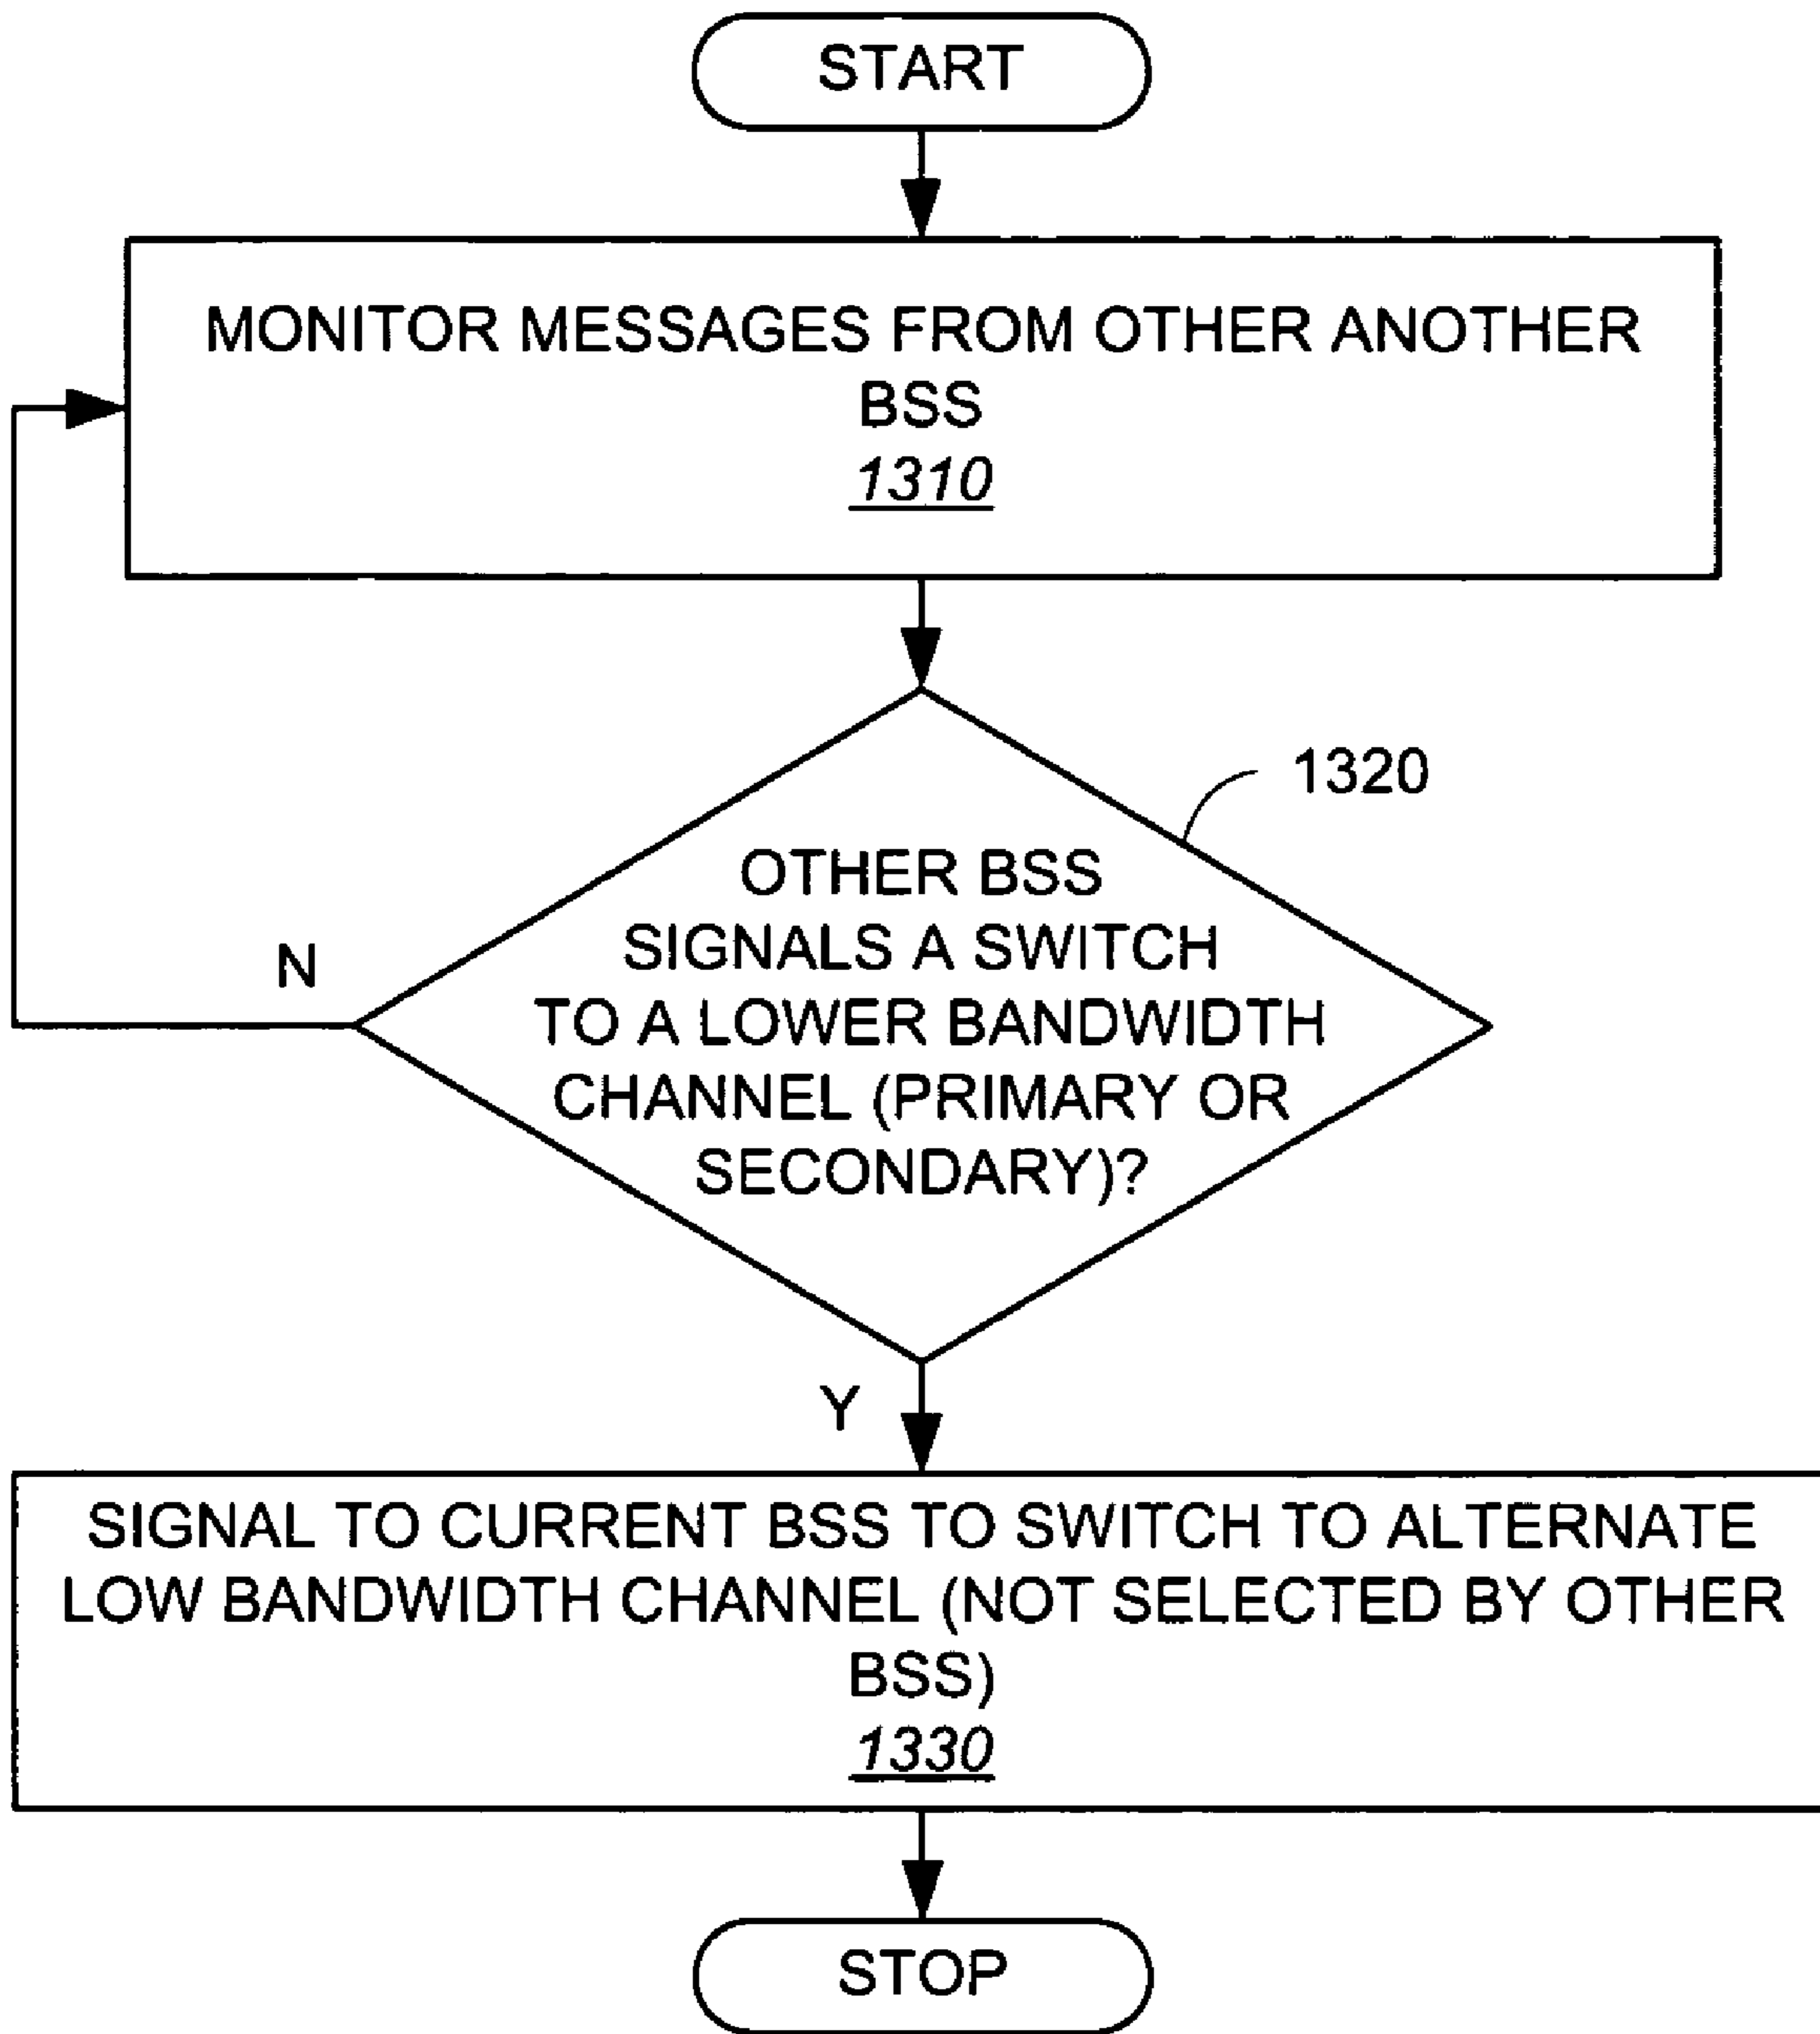 START
MONITOR MESSAGES FROM OTHER ANOTHER
BSS
1310
1320
OTHER BSS
SIGNALS A SWITCH
TO A LOWER BANDWIDTH
CHANNEL (PRIMARY OR
SECONDARY)?
N
Y
SIGNAL TO CURRENT BSS TO SWITCH TO ALTERNATE
LOW BANDWIDTH CHANNEL (NOT SELECTED BY OTHER
BSS)
1330
STOP